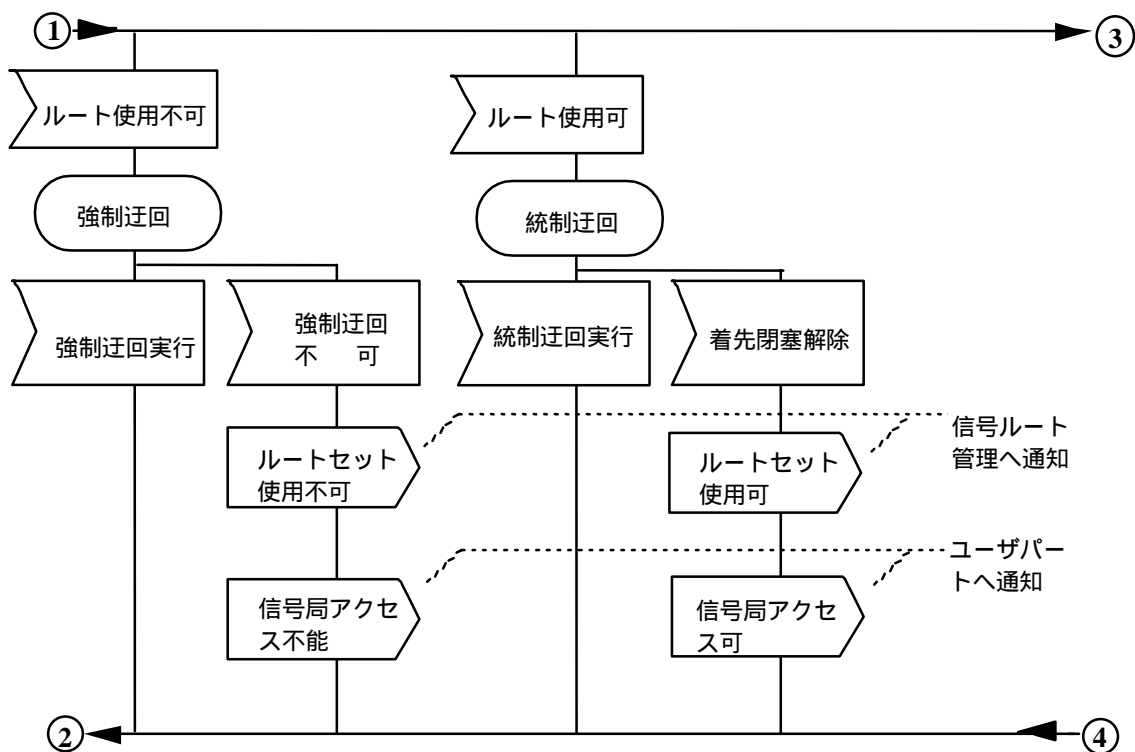 1
3
ルート使用不可
ルート使用可
強制迂回
統制迂回
強制迂回実行
強制迂回
不 可
統制迂回実行
着先閉塞解除
ルートセット
使用不可
ルートセット
使用可
信号ルート
管理へ通知
信号局アクセ
ス不能
信号局アクセ
ス可
ユーザパー
トへ通知
2
4